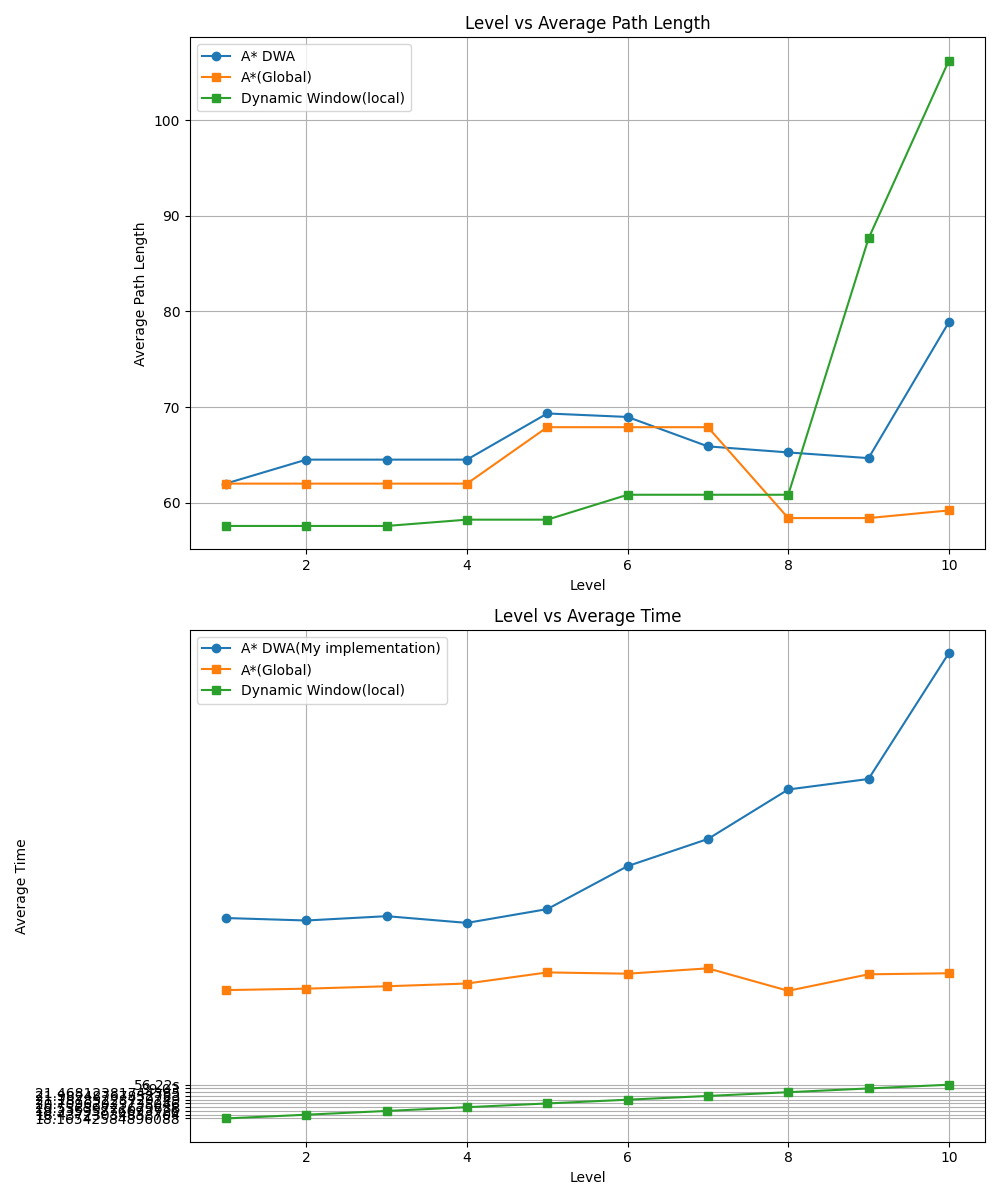 Level vs Average Path Length
A* DWA
A*(Global)
Dynamic Window(local)
Average Path Length
100
90
80
70
60
2 4 6 8 10
Level
Level vs Average Time
A* DWA(My implementation)
A*(Global)
Dynamic Window(local)
Average Time
56.22s
18.16542584896088
2 4 6 8 10
Level